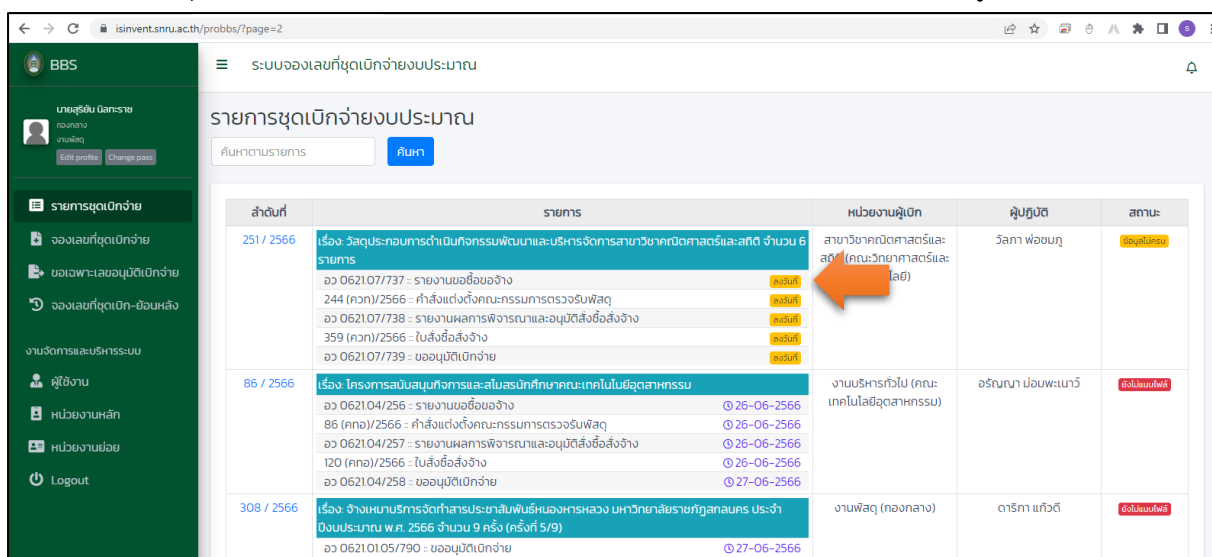 isinvent.snru.ac.th/probbs/?page=2
s
BBS
ระบบจองเลขที่ชุดเบิกจ่ายงบประมาณ
นายสุริยัน นิลทะราช
กองกลาง
งานพัสดุ
Edit profile Change pass
รายการชุดเบิกจ่าย
จองเลขที่ชุดเบิกจ่าย
ขอเฉพาะเลขอนุมัติเบิกจ่าย
จองเลขที่ชุดเบิก-ย้อนหลัง
งานจัดการและบริหารระบบ
ผู้ใช้งาน
หน่วยงานหลัก
หน่วยงานย่อย
Logout
รายการชุดเบิกจ่ายงบประมาณ
ค้นหาตามรายการ ค้นหา
ลำดับที่ รายการ หน่วยงานผู้เบิก ผู้ปฏิบัติ สถานะ
251 / 2566 เรื่อง: วัสดุประกอบการดำเนินกิจกรรมพัฒนาและบริหารจัดการสาขาวิชาคณิตศาสตร์และสถิติ จำนวน 6 สาขาวิชาคณิตศาสตร์และ วัลภา พ่อชมภู ข้อมูลไม่ครบ
รายการ (คณะวิทยาศาสตร์และ
อว 0621.07/737 :: รายงานขอซื้อขอจ้าง ลงวันที่
244 (ควท)/2566 :: คำสั่งแต่งตั้งคณะกรรมการตรวจรับพัสดุ ลงวันที่
อว 0621.07/738 :: รายงานผลการพิจารณาและอนุมัติสั่งซื้อสั่งจ้าง ลงวันที่
359 (ควท)/2566 :: ใบสั่งซื้อสั่งจ้าง ลงวันที่
อว 0621.07/739 :: ขออนุมัติเบิกจ่าย ลงวันที่
86 / 2566 เรื่อง: โครงการสนับสนุนกิจการและสโมสรนักศึกษาคณะเทคโนโลยีอุตสาหกรรม งานบริหารทั่วไป (คณะ อรัญญา ม่อมพะเนาว์ ยังไม่แนบไฟล์
เทคโนโลยีอุตสาหกรรม)
อว 0621.04/256 :: รายงานขอซื้อขอจ้าง 26-06-2566
86 (คทอ)/2566 :: คำสั่งแต่งตั้งคณะกรรมการตรวจรับพัสดุ 26-06-2566
อว 0621.04/257 :: รายงานผลการพิจารณาและอนุมัติสั่งซื้อสั่งจ้าง 26-06-2566
120 (คทอ)/2566 :: ใบสั่งซื้อสั่งจ้าง 26-06-2566
อว 0621.04/258 :: ขออนุมัติเบิกจ่าย 27-06-2566
308 / 2566 เรื่อง: จ้างเหมาบริการจัดทำสารประชาสัมพันธ์หนองหารหลวง มหาวิทยาลัยราชภัฏสกลนคร ประจำ งานพัสดุ (กองกลาง) ดาริกา แก้วดี ยังไม่แนบไฟล์
ปีงบประมาณ พ.ศ. 2566 จำนวน 9 ครั้ง (ครั้งที่ 5/9)
อว 0621.01.05/790 :: ขออนุมัติเบิกจ่าย 27-06-2566